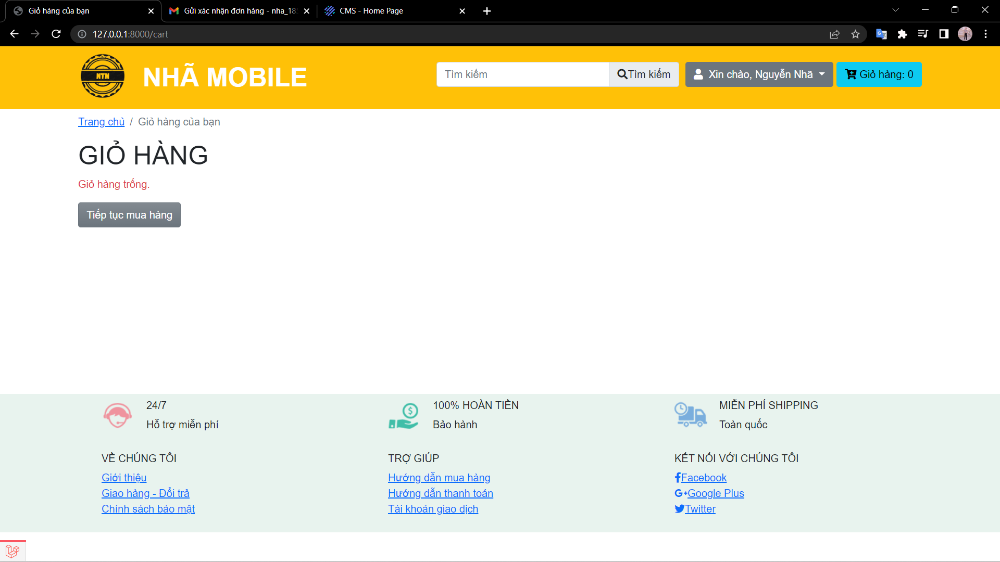 Giỏ hàng của bạn
Gửi xác nhận đơn hàng - nha_18
CMS - Home Page
127.0.0.1:8000/cart
NTN
NHÃ MOBILE
Tìm kiếm
Tìm kiếm
Xin chào, Nguyễn Nhã
Giỏ hàng: 0
Trang chủ / Giỏ hàng của bạn
GIỎ HÀNG
Giỏ hàng trống.
Tiếp tục mua hàng
24/7
Hỗ trợ miễn phí
100% HOÀN TIỀN
Bảo hành
MIỄN PHÍ SHIPPING
Toàn quốc
VỀ CHÚNG TÔI
Giới thiệu
Giao hàng - Đổi trả
Chính sách bảo mật
TRỢ GIÚP
Hướng dẫn mua hàng
Hướng dẫn thanh toán
Tài khoản giao dịch
KẾT NỐI VỚI CHÚNG TÔI
Facebook
Google Plus
Twitter